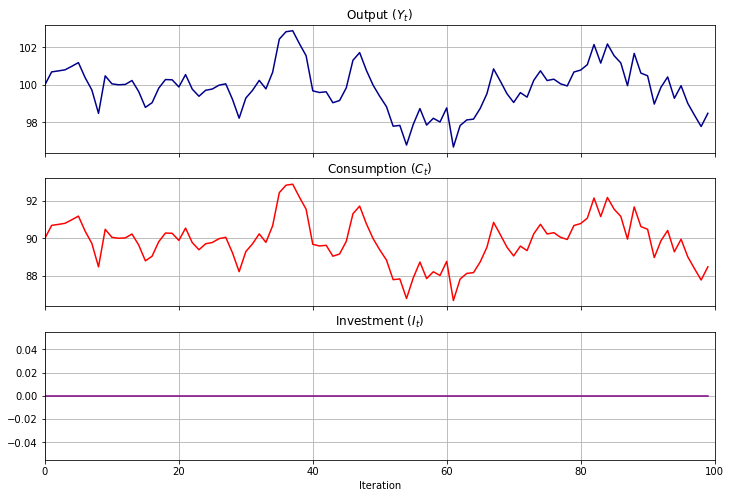 Output (Y_t)
102
100
98
Consumption (C_t)
92
90
88
Investment (I_t)
0.04
0.02
0.00
−0.02
−0.04
0 20 40 60 80 100
Iteration